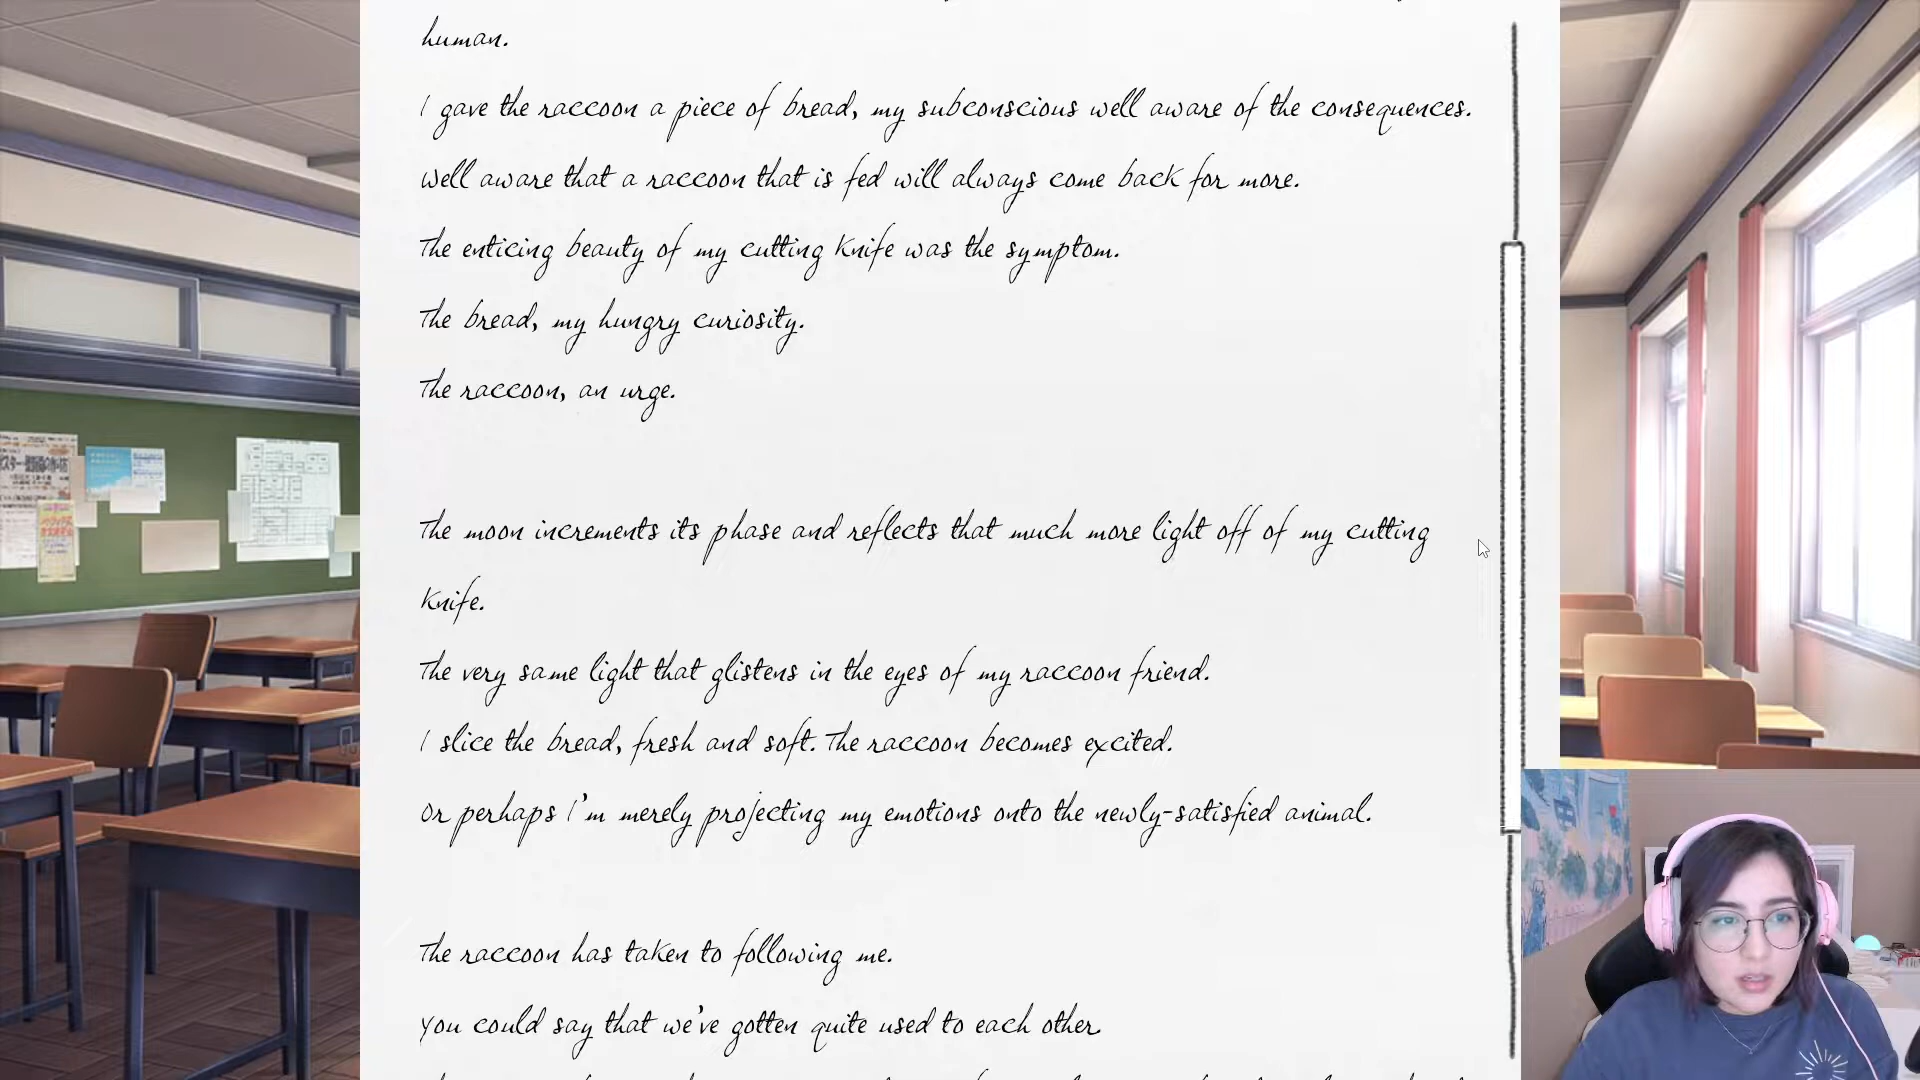 human.
I gave the raccoon a piece of bread, my subconscious well aware of the consequences.
Well aware that a raccoon that is fed will always come back for more.
The enticing beauty of my cutting knife was the symptom.
The bread, my hungry curiosity.
The raccoon, an urge.
The moon increments its phase and reflects that much more light off of my cutting
knife.
The very same light that glistens in the eyes of my raccoon friend.
I slice the bread, fresh and soft. The raccoon becomes excited.
Or perhaps I'm merely projecting my emotions onto the newly-satisfied animal.
The raccoon has taken to following me.
You could say that we've gotten quite used to each other.